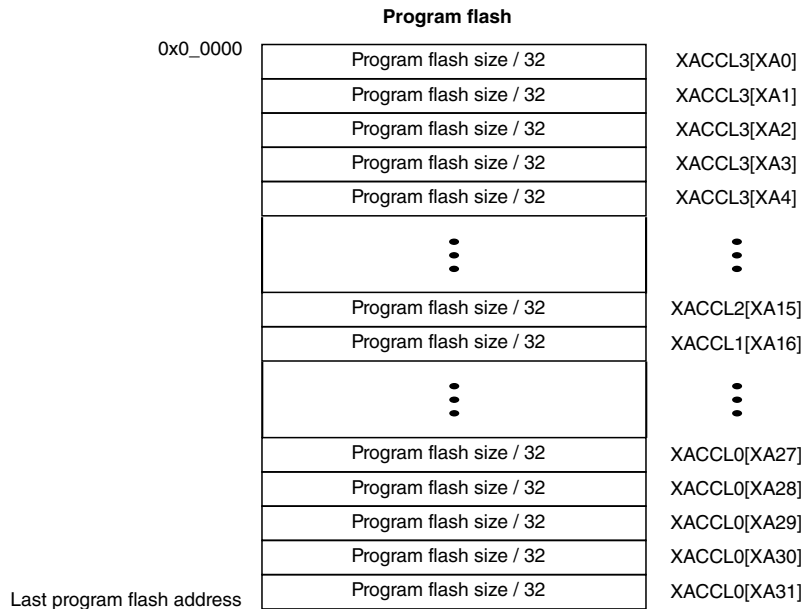 Program flash
0x0_0000
Program flash size / 32 XACCL3[XA0]
Program flash size / 32 XACCL3[XA1]
Program flash size / 32 XACCL3[XA2]
Program flash size / 32 XACCL3[XA3]
Program flash size / 32 XACCL3[XA4]
Program flash size / 32 XACCL2[XA15]
Program flash size / 32 XACCL1[XA16]
Program flash size / 32 XACCL0[XA27]
Program flash size / 32 XACCL0[XA28]
Program flash size / 32 XACCL0[XA29]
Program flash size / 32 XACCL0[XA30]
Program flash size / 32 XACCL0[XA31]
Last program flash address